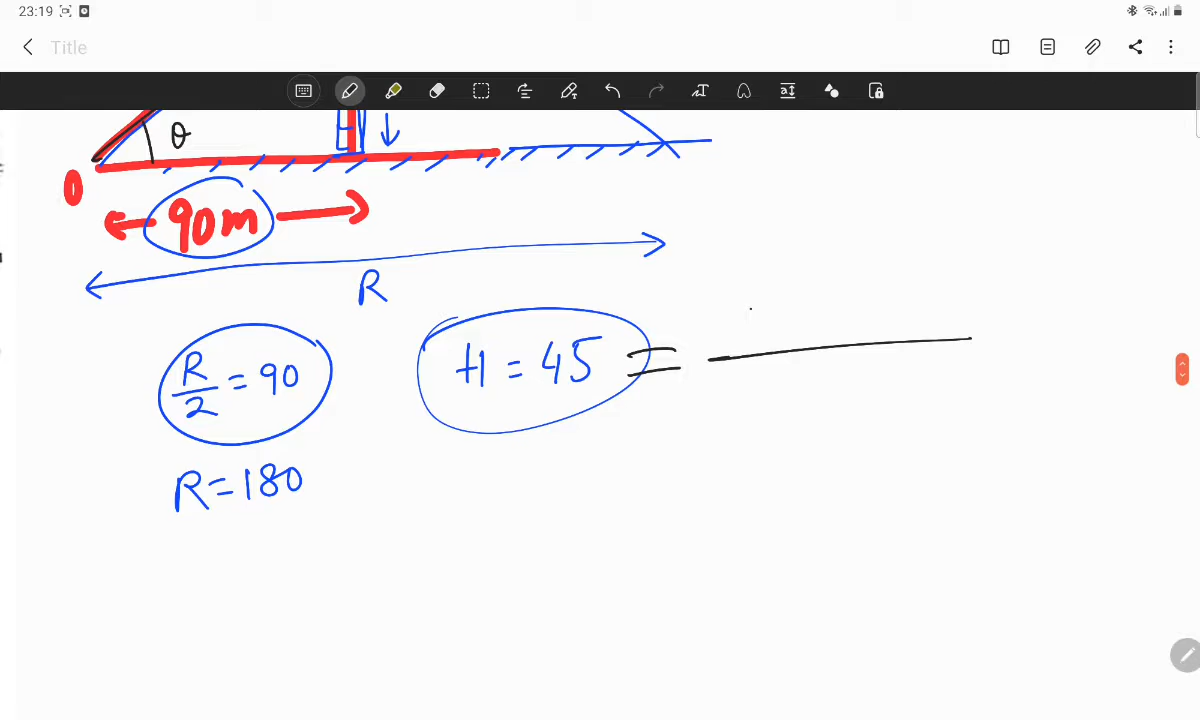 23:19
Title
θ
0
90m
R
R/2 = 90
H = 45 =
R = 180